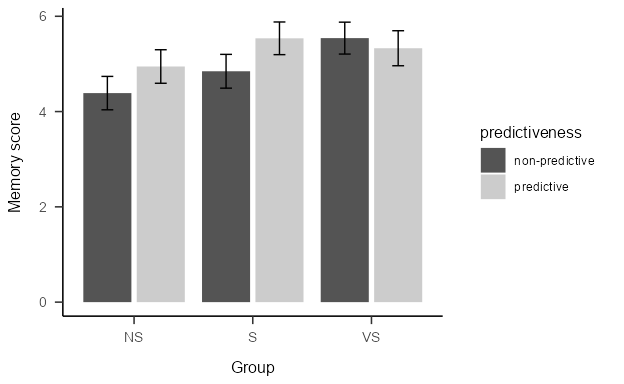 6
4
2
0
Memory score
NS S VS
Group
predictiveness
non-predictive
predictive